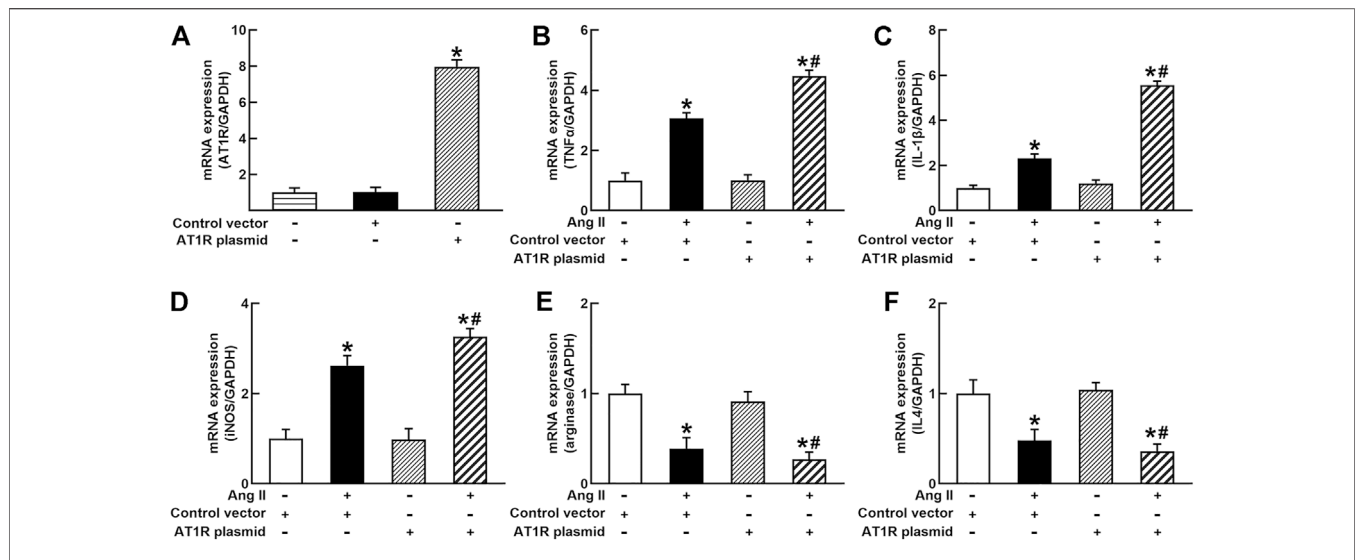 A
mRNA expression
(AT1R/GAPDH)
10
8
6
4
2
*
Control vector - + -
AT1R plasmid - - +
B
mRNA expression
(TNFα/GAPDH)
6
4
2
0
*
*#
Ang II - + - +
Control vector + + - -
AT1R plasmid - - + +
C
mRNA expression
(IL-1β/GAPDH)
8
6
4
2
0
*
*#
Ang II - + - +
Control vector + + - -
AT1R plasmid - - + +
D
mRNA expression
(iNOS/GAPDH)
4
2
0
*
*#
Ang II - + - +
Control vector + + - -
AT1R plasmid - - + +
E
mRNA expression
(arginase/GAPDH)
2
1
0
*
*#
Ang II - + - +
Control vector + + - -
AT1R plasmid - - + +
F
mRNA expression
(IL4/GAPDH)
2
1
0
*
*#
Ang II - + - +
Control vector + + - -
AT1R plasmid - - + +